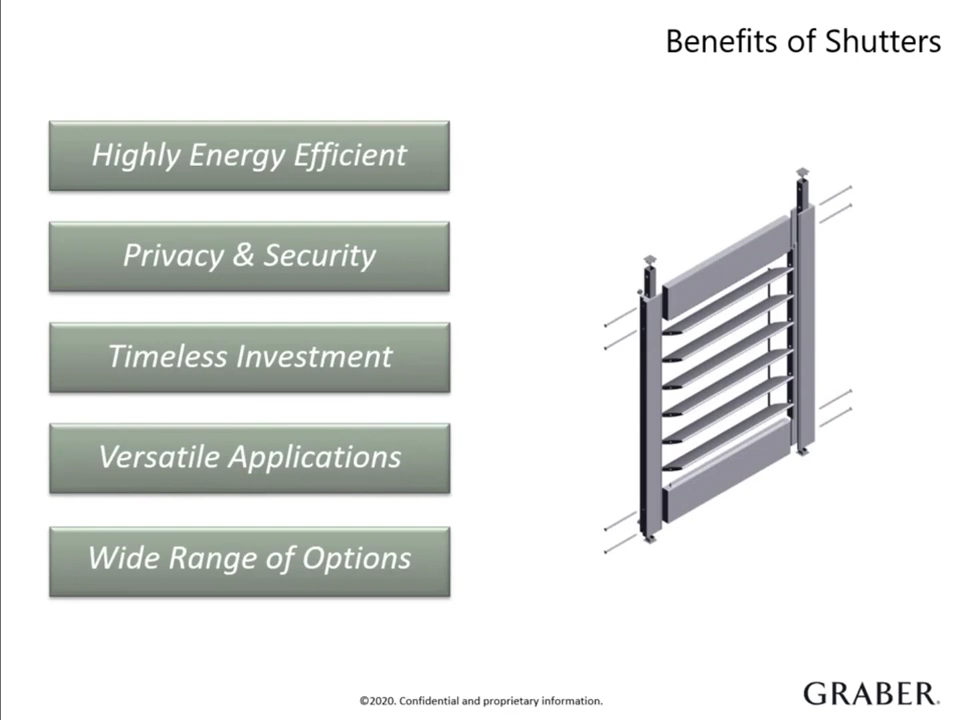 Benefits of Shutters
Highly Energy Efficient
Privacy & Security
Timeless Investment
Versatile Applications
Wide Range of Options
©2020. Confidential and proprietary information.
GRABER.